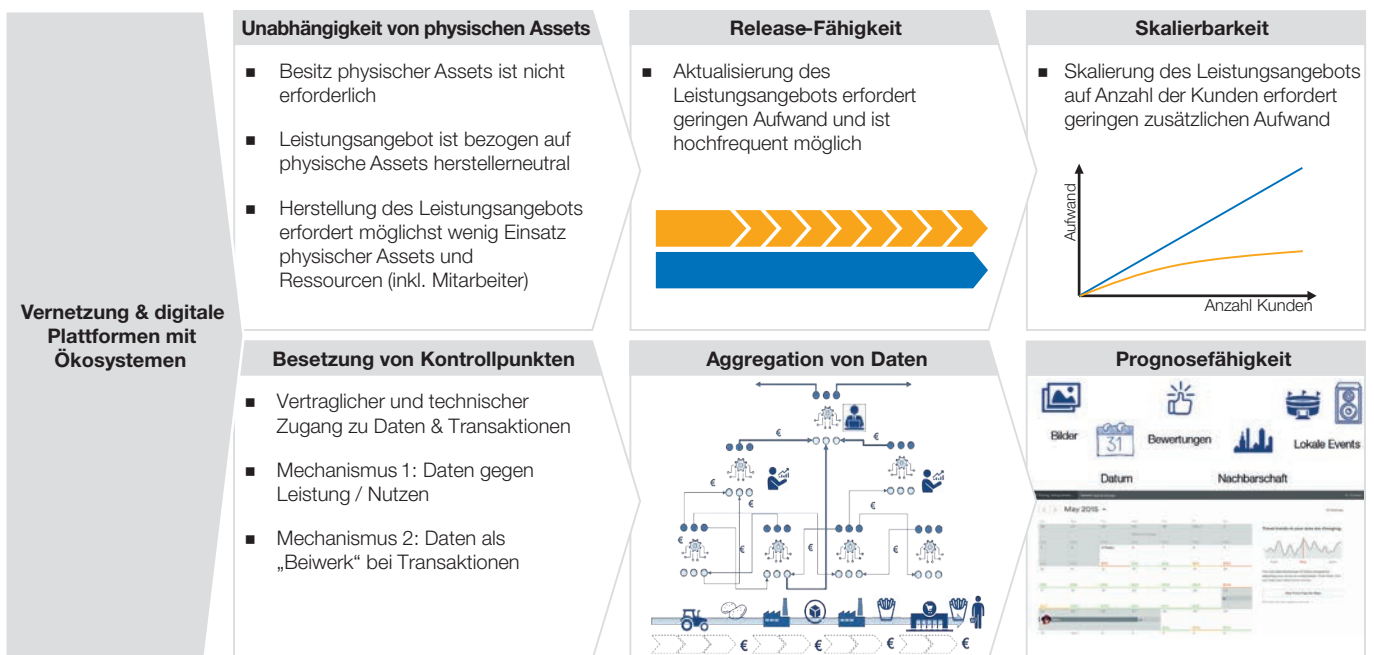 Vernetzung & digitale
Plattformen mit
Ökosystemen
Unabhängigkeit von physischen Assets
■ Besitz physischer Assets ist nicht
erforderlich
■ Leistungsangebot ist bezogen auf
physische Assets herstellerneutral
■ Herstellung des Leistungsangebots
erfordert möglichst wenig Einsatz
physischer Assets und
Ressourcen (inkl. Mitarbeiter)
Release-Fähigkeit
■ Aktualisierung des
Leistungsangebots erfordert
geringen Aufwand und ist
hochfrequent möglich
Skalierbarkeit
■ Skalierung des Leistungsangebots
auf Anzahl der Kunden erfordert
geringen zusätzlichen Aufwand
Aufwand
Anzahl Kunden
Besetzung von Kontrollpunkten
■ Vertraglicher und technischer
Zugang zu Daten & Transaktionen
■ Mechanismus 1: Daten gegen
Leistung / Nutzen
■ Mechanismus 2: Daten als
„Beiwerk“ bei Transaktionen
Aggregation von Daten
€
€
€
€
€
€
€
€
€
€
€
Prognosefähigkeit
Bilder
31
Bewertungen
Lokale Events
Datum
Nachbarschaft
May 2015